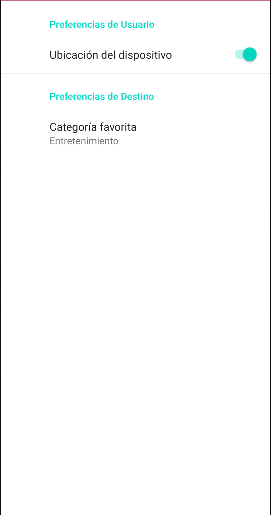 Preferencias de Usuario
Ubicación del dispositivo
Preferencias de Destino
Categoría favorita
Entretenimiento